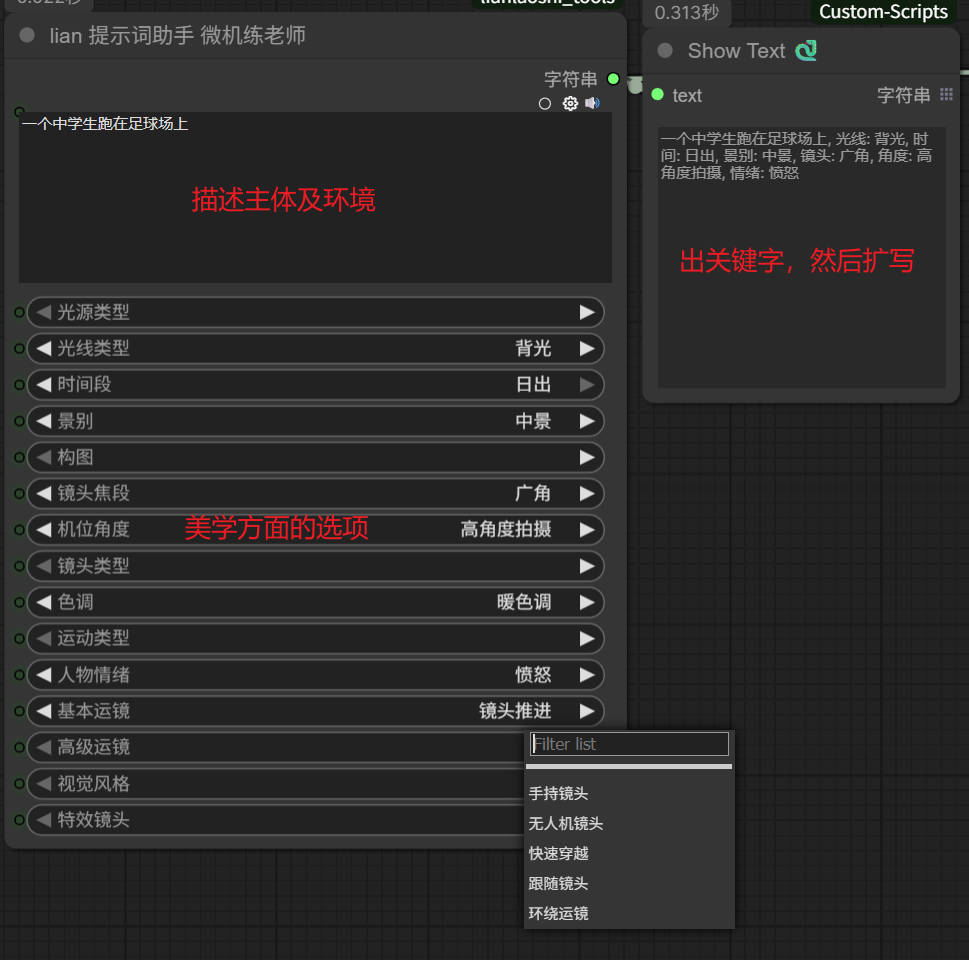 lian 提示词助手 微机练老师
字符串
一个中学生跑在足球场上
描述主体及环境
光源类型
光线类型 背光
时间段 日出
景别 中景
构图
镜头焦段 广角
机位角度 美学方面的选项 高角度拍摄
镜头类型
色调 暖色调
运动类型
人物情绪 愤怒
基本运镜 镜头推进
高级运镜
视觉风格
特效镜头
Filter list
手持镜头
无人机镜头
快速穿越
跟随镜头
环绕运镜
0.313秒
Custom-Scripts
Show Text
text 字符串
一个中学生跑在足球场上, 光线: 背光, 时
间: 日出, 景别: 中景, 镜头: 广角, 角度: 高
角度拍摄, 情绪: 愤怒
出关键字，然后扩写